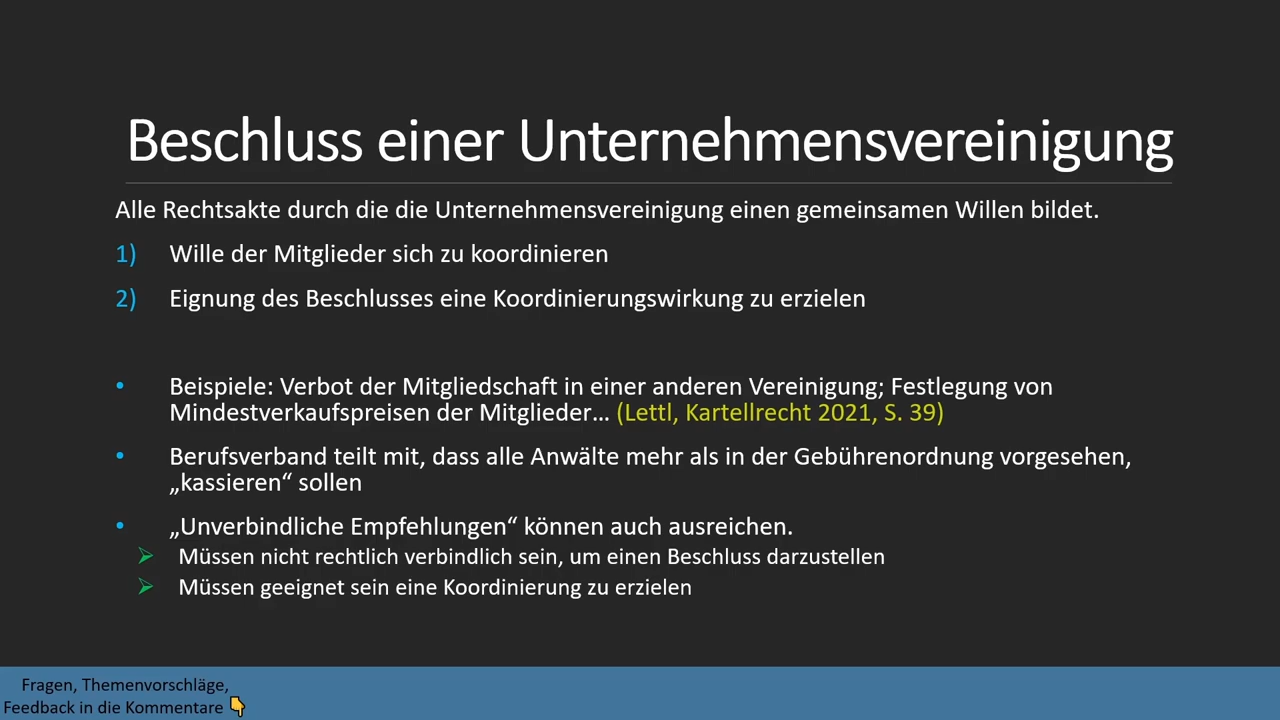 Beschluss einer Unternehmensvereinigung
Alle Rechtsakte durch die die Unternehmensvereinigung einen gemeinsamen Willen bildet.
1) Wille der Mitglieder sich zu koordinieren
2) Eignung des Beschlusses eine Koordinierungswirkung zu erzielen
• Beispiele: Verbot der Mitgliedschaft in einer anderen Vereinigung; Festlegung von
Mindestverkaufspreisen der Mitglieder… (Lettl, Kartellrecht 2021, S. 39)
• Berufsverband teilt mit, dass alle Anwälte mehr als in der Gebührenordnung vorgesehen,
„kassieren“ sollen
• „Unverbindliche Empfehlungen“ können auch ausreichen.
➢ Müssen nicht rechtlich verbindlich sein, um einen Beschluss darzustellen
➢ Müssen geeignet sein eine Koordinierung zu erzielen
Fragen, Themenvorschläge,
Feedback in die Kommentare 👇